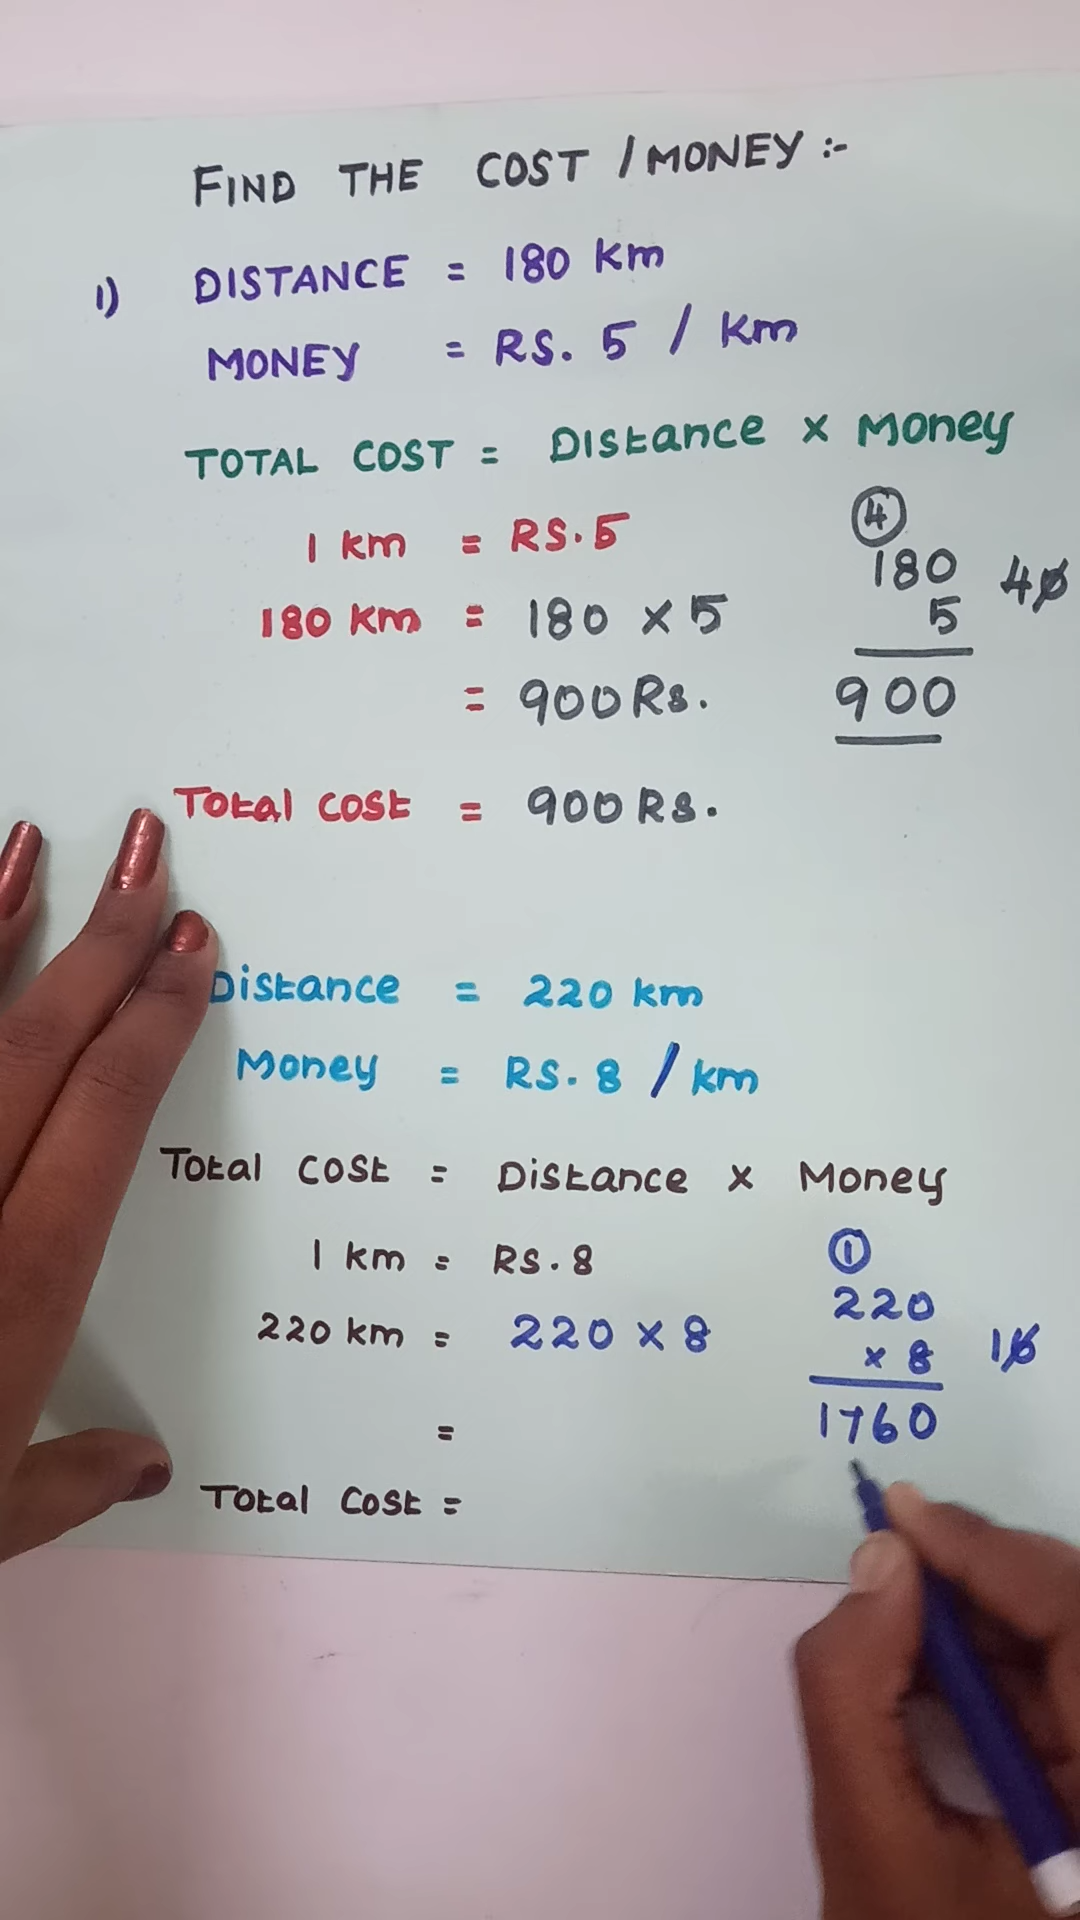 FIND THE COST / MONEY :-
1) DISTANCE = 180 km
MONEY = RS. 5 / km
TOTAL COST = Distance x Money
1 km = RS. 5
180 km = 180 x 5
= 900 Rs.
4
180
5
900
40
Total cost = 900 Rs.
Distance = 220 km
Money = RS. 8 / km
Total cost = Distance x Money
1 km = RS. 8
220 km = 220 x 8
=
1
220
x 8
1760
16
Total Cost =